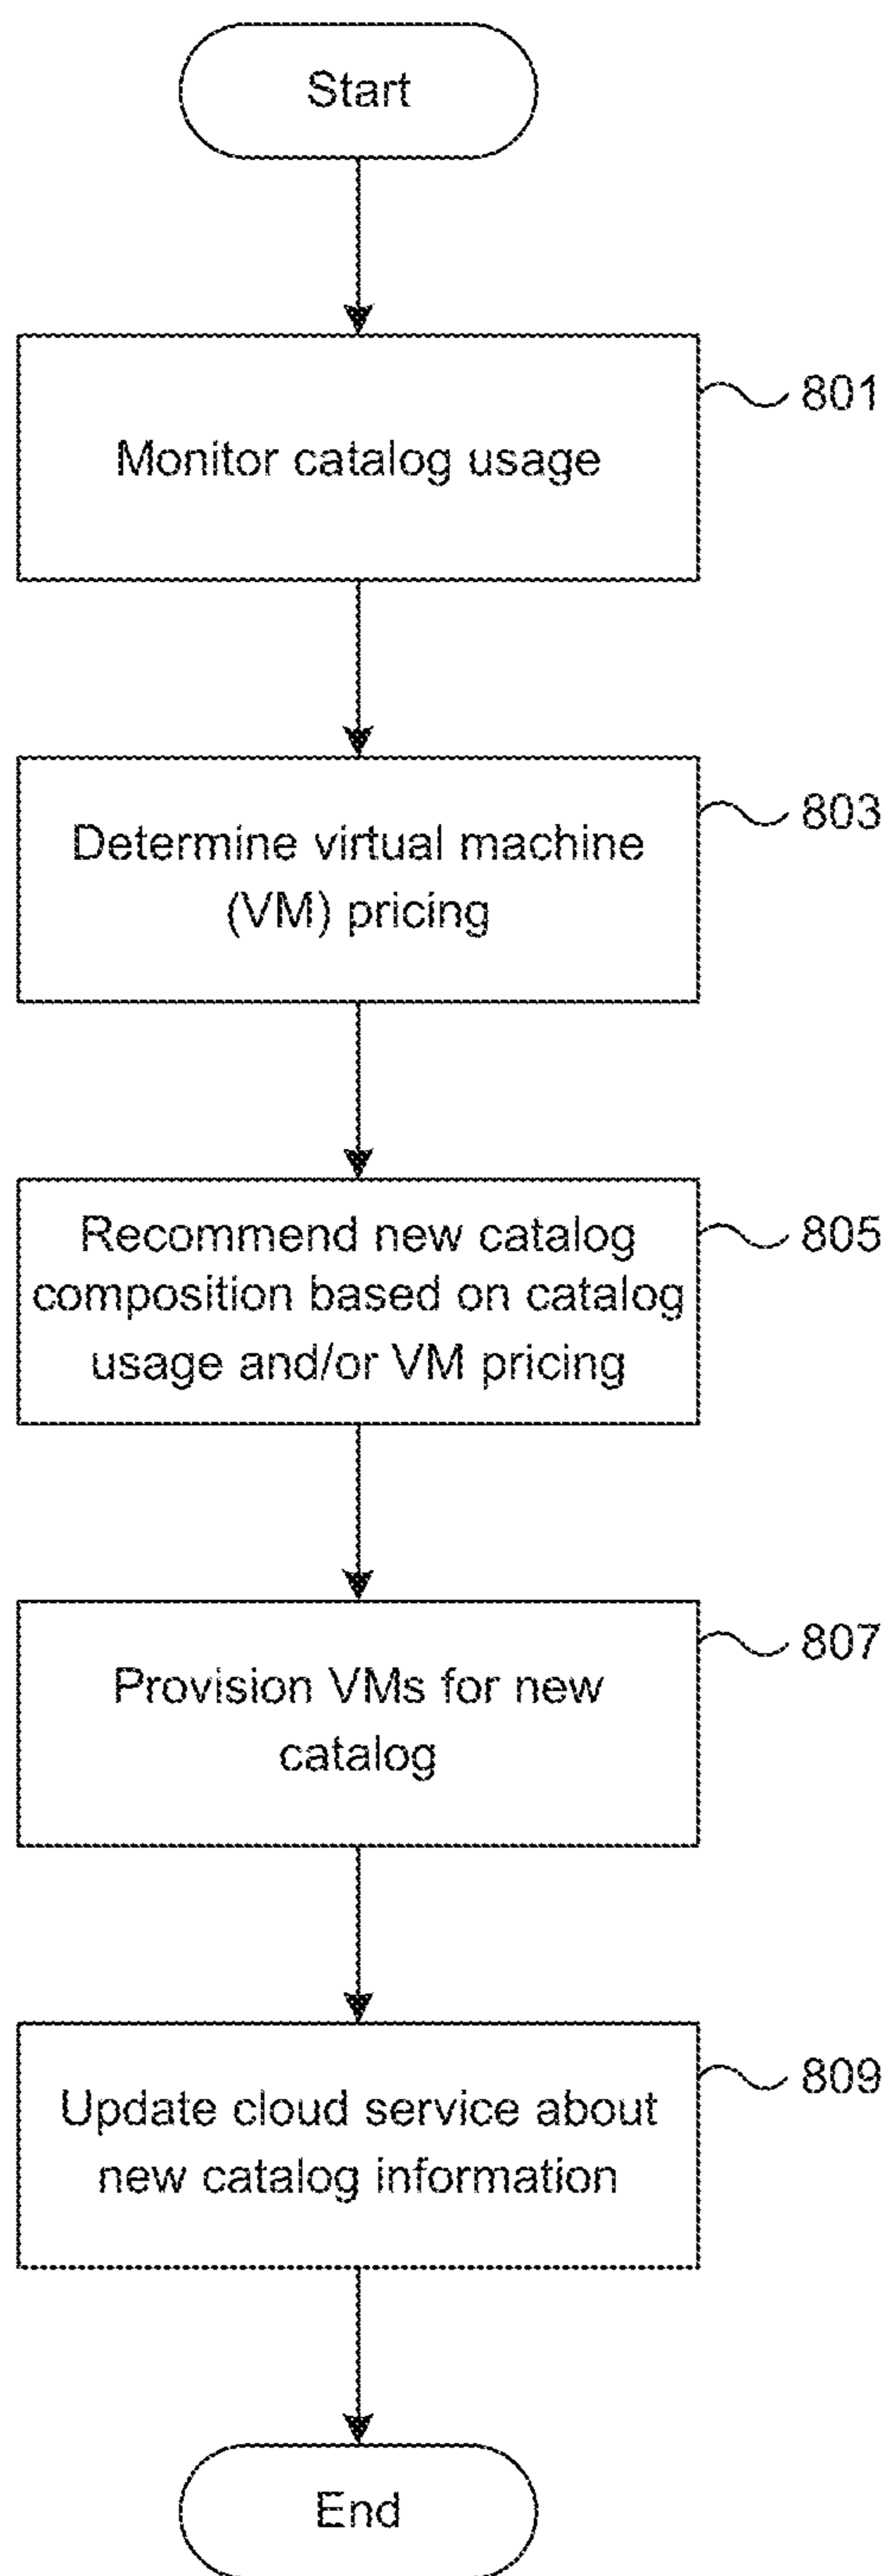 Start
Monitor catalog usage
801
Determine virtual machine
(VM) pricing
803
Recommend new catalog
composition based on catalog
usage and/or VM pricing
805
Provision VMs for new
catalog
807
Update cloud service about
new catalog information
809
End